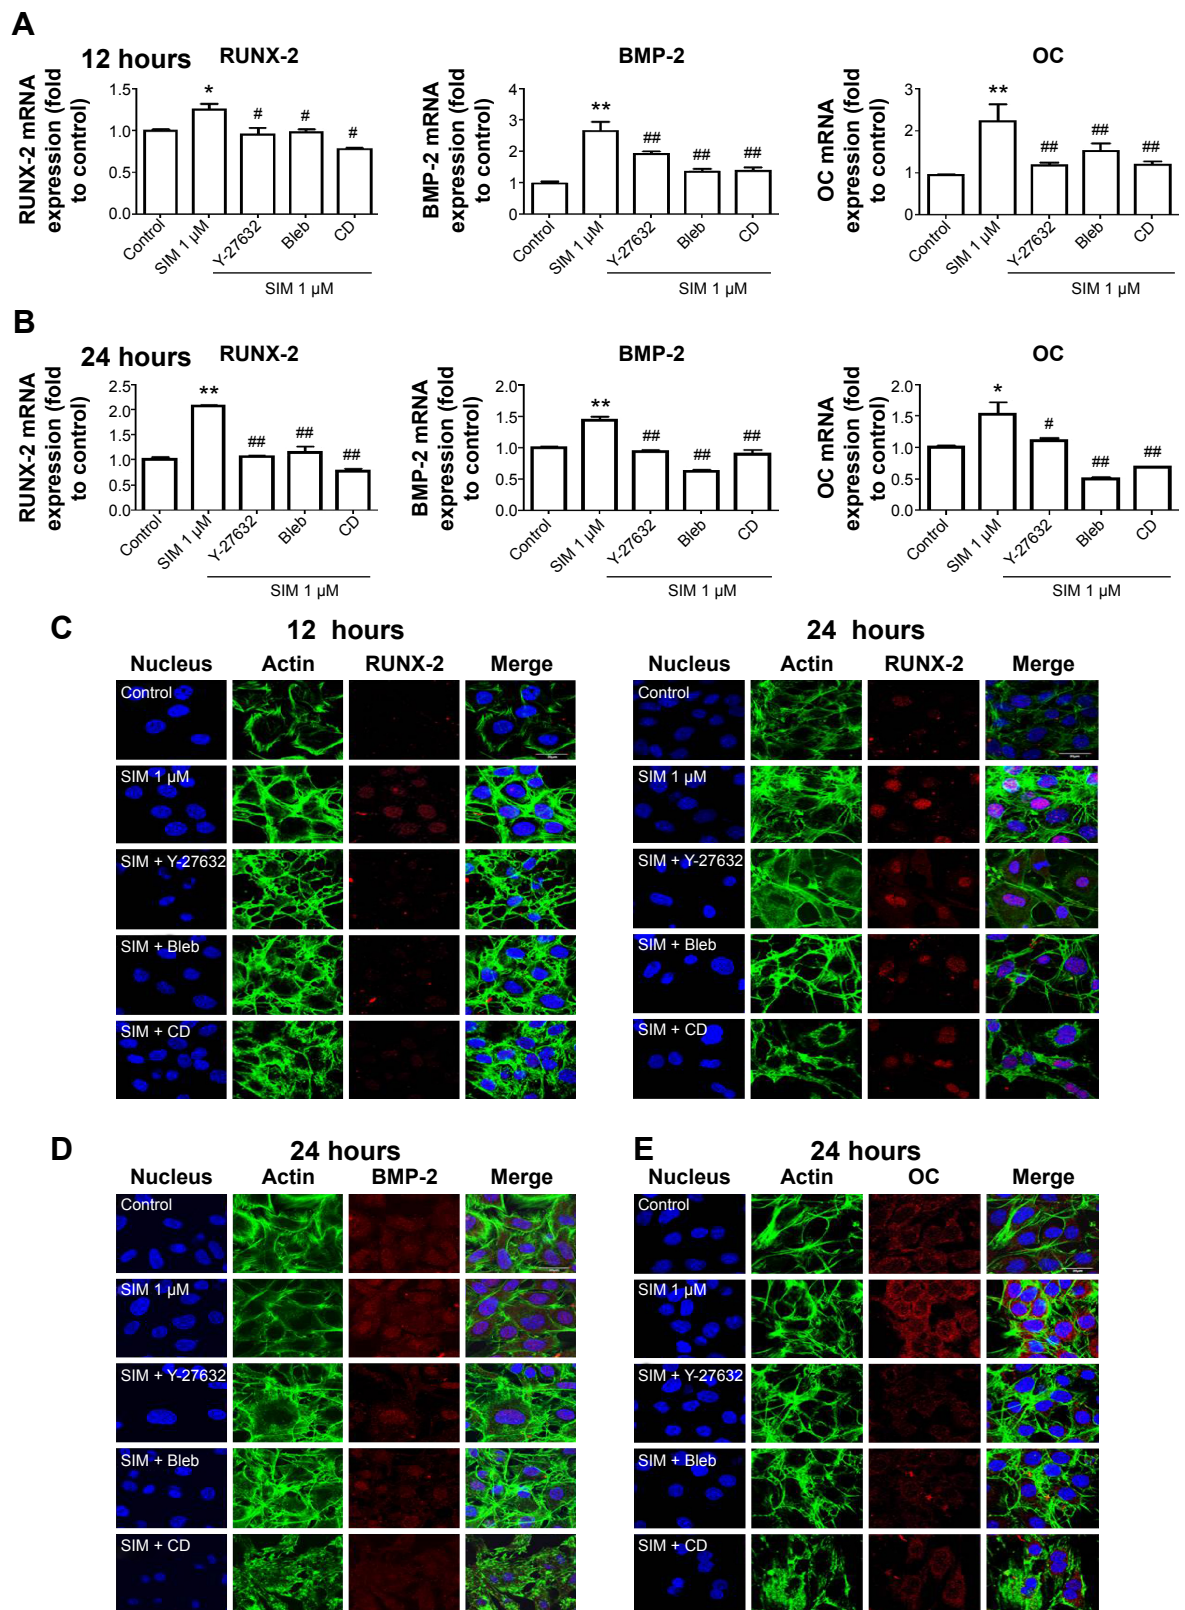 A
12 hours
RUNX-2
BMP-2
OC
RUNX-2 mRNA
expression (fold
to control)
1.5
1.0
0.5
0.0
*
#
#
#
Control
SIM 1 µM
Y-27632
Bleb
CD
SIM 1 µM
BMP-2 mRNA
expression (fold
to control)
4
3
2
1
0
**
##
##
##
Control
SIM 1 µM
Y-27632
Bleb
CD
SIM 1 µM
OC mRNA
expression (fold
to control)
3
2
1
0
**
##
##
##
Control
SIM 1 µM
Y-27632
Bleb
CD
SIM 1 µM
B
24 hours
RUNX-2
BMP-2
OC
RUNX-2 mRNA
expression (fold
to control)
2.5
2.0
1.5
1.0
0.5
0.0
**
##
##
##
Control
SIM 1 µM
Y-27632
Bleb
CD
SIM 1 µM
BMP-2 mRNA
expression (fold
to control)
2.0
1.5
1.0
0.5
0.0
**
##
##
##
Control
SIM 1 µM
Y-27632
Bleb
CD
SIM 1 µM
OC mRNA
expression (fold
to control)
2.0
1.5
1.0
0.5
0.0
*
#
##
##
Control
SIM 1 µM
Y-27632
Bleb
CD
SIM 1 µM
C
12 hours
Nucleus Actin RUNX-2 Merge
Control
SIM 1 µM
SIM + Y-27632
SIM + Bleb
SIM + CD
24 hours
Nucleus Actin RUNX-2 Merge
Control
SIM 1 µM
SIM + Y-27632
SIM + Bleb
SIM + CD
D
24 hours
Nucleus Actin BMP-2 Merge
Control
SIM 1 µM
SIM + Y-27632
SIM + Bleb
SIM + CD
E
24 hours
Nucleus Actin OC Merge
Control
SIM 1 µM
SIM + Y-27632
SIM + Bleb
SIM + CD